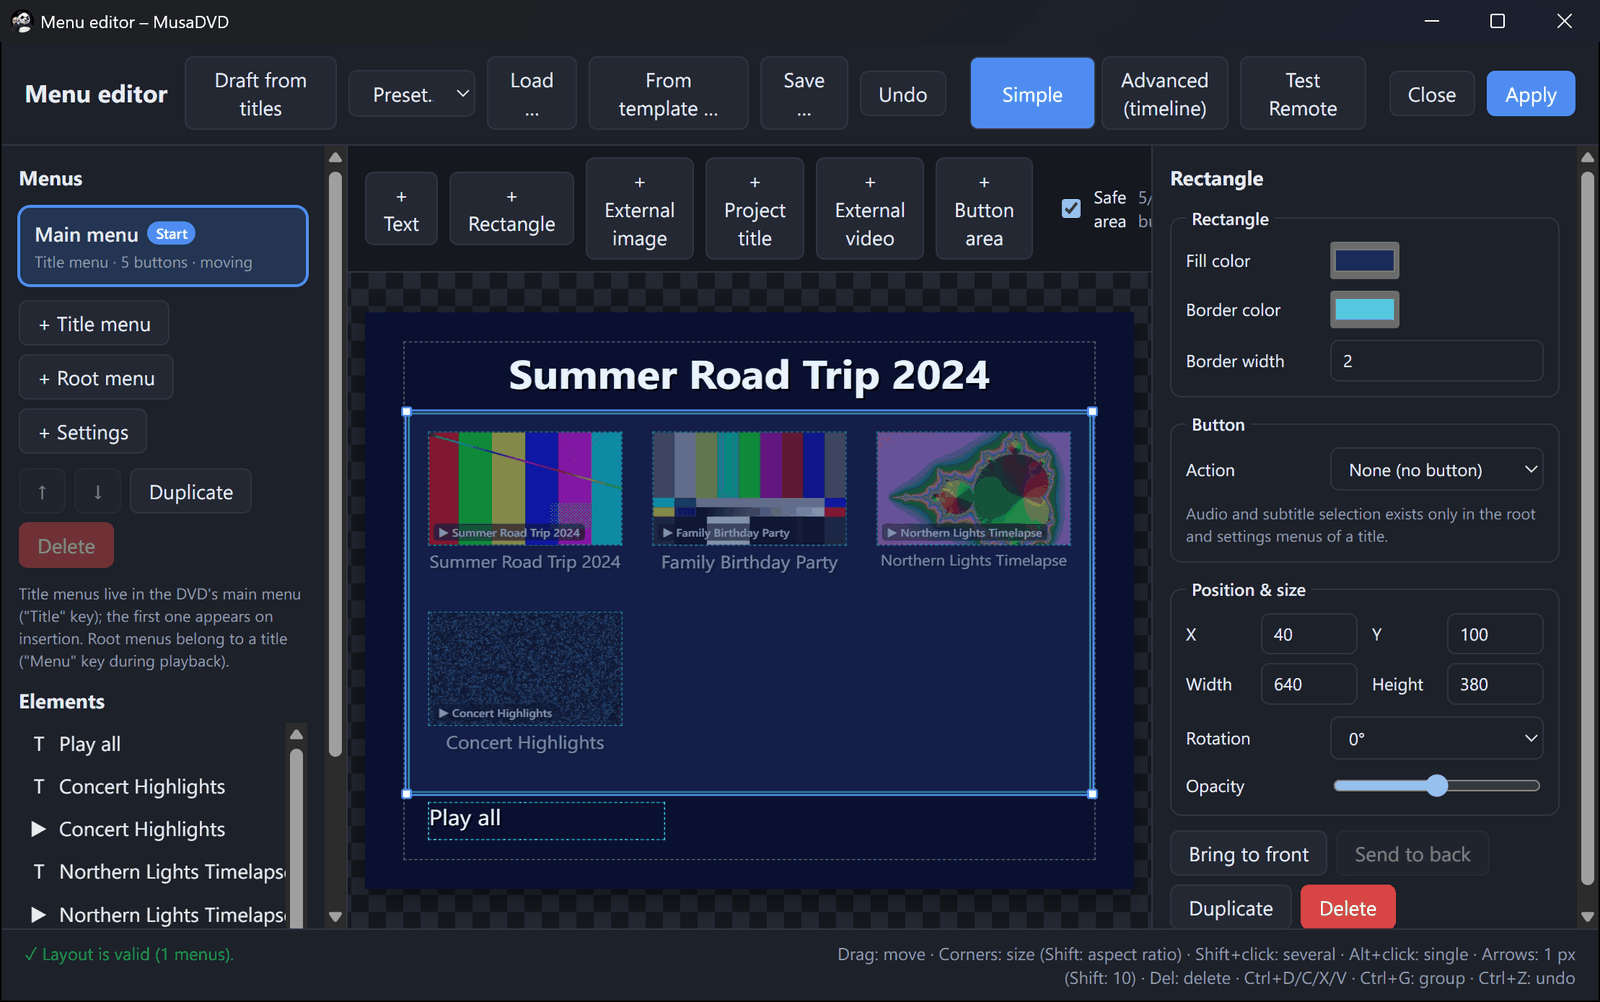 Menu editor – MusaDVD
Menu editor
Draft from
titles
Preset..
Load
...
From
template ...
Save
...
Undo
Simple
Advanced
(timeline)
Test
Remote
Close
Apply
Menus
Main menu Start
Title menu · 5 buttons · moving
+ Title menu
+ Root menu
+ Settings
↑
↓
Duplicate
Delete
Title menus live in the DVD's main menu
("Title" key); the first one appears on
insertion. Root menus belong to a title
("Menu" key during playback).
Elements
T Play all
T Concert Highlights
▶ Concert Highlights
T Northern Lights Timelaps
▶ Northern Lights Timelaps
+
Text
+
Rectangle
+
External
image
+
Project
title
+
External
video
+
Button
area
Safe
area
5/
bu
Summer Road Trip 2024
▶ Summer Road Trip 2024
▶ Family Birthday Party
▶ Northern Lights Timelapse
Summer Road Trip 2024
Family Birthday Party
Northern Lights Timelapse
▶ Concert Highlights
Concert Highlights
Play all
Rectangle
Rectangle
Fill color
Border color
Border width 2
Button
Action None (no button)
Audio and subtitle selection exists only in the root
and settings menus of a title.
Position & size
X 40 Y 100
Width 640 Height 380
Rotation 0°
Opacity
Bring to front
Send to back
Duplicate
Delete
✓ Layout is valid (1 menus).
Drag: move · Corners: size (Shift: aspect ratio) · Shift+click: several · Alt+click: single · Arrows: 1 px
(Shift: 10) · Del: delete · Ctrl+D/C/X/V · Ctrl+G: group · Ctrl+Z: undo